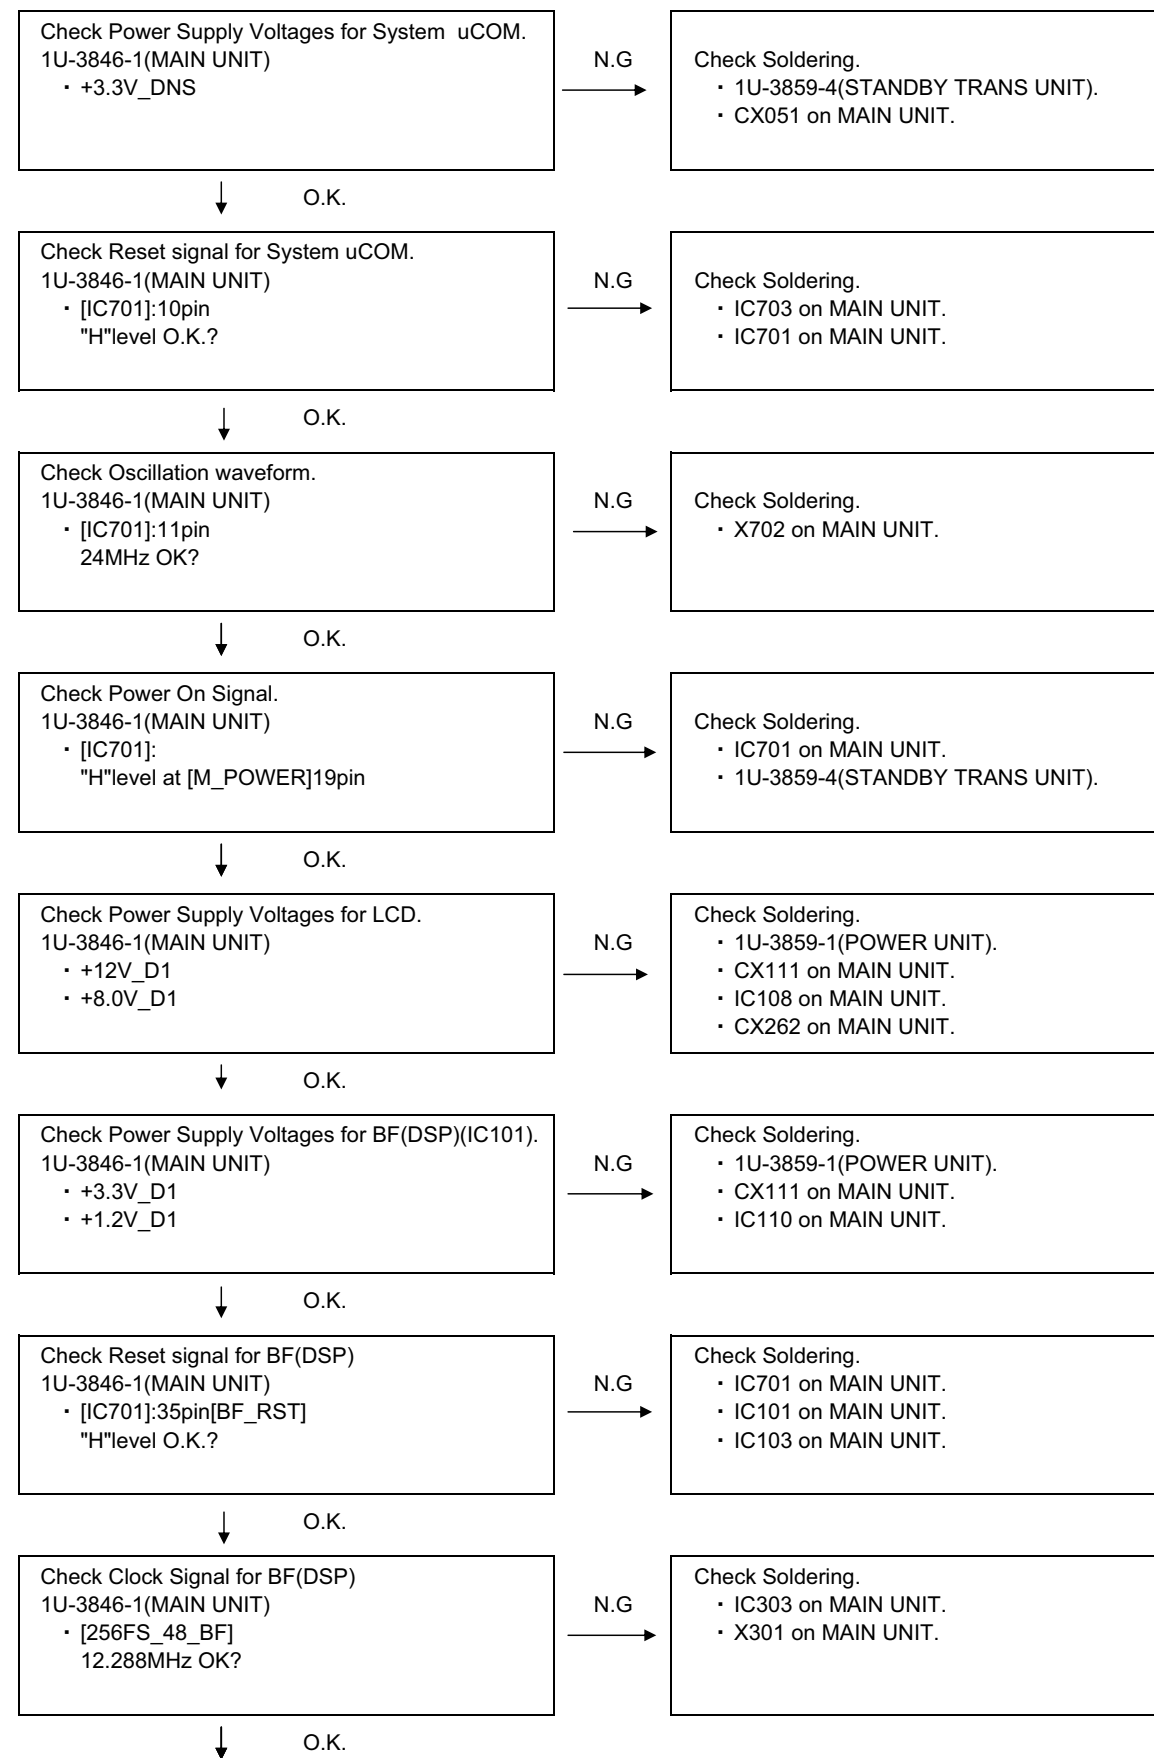 Check Power Supply Voltages for System  uCOM.
1U-3846-1(MAIN UNIT)
・+3.3V_DNS
N.G
Check Soldering.
・1U-3859-4(STANDBY TRANS UNIT).
・CX051 on MAIN UNIT.
O.K.
Check Reset signal for System uCOM.
1U-3846-1(MAIN UNIT)
・[IC701]:10pin
"H"level O.K.?
N.G
Check Soldering.
・IC703 on MAIN UNIT.
・IC701 on MAIN UNIT.
O.K.
Check Oscillation waveform.
1U-3846-1(MAIN UNIT)
・[IC701]:11pin
24MHz OK?
N.G
Check Soldering.
・X702 on MAIN UNIT.
O.K.
Check Power On Signal.
1U-3846-1(MAIN UNIT)
・[IC701]:
"H"level at [M_POWER]19pin
N.G
Check Soldering.
・IC701 on MAIN UNIT.
・1U-3859-4(STANDBY TRANS UNIT).
O.K.
Check Power Supply Voltages for LCD.
1U-3846-1(MAIN UNIT)
・+12V_D1
・+8.0V_D1
N.G
Check Soldering.
・1U-3859-1(POWER UNIT).
・CX111 on MAIN UNIT.
・IC108 on MAIN UNIT.
・CX262 on MAIN UNIT.
O.K.
Check Power Supply Voltages for BF(DSP)(IC101).
1U-3846-1(MAIN UNIT)
・+3.3V_D1
・+1.2V_D1
N.G
Check Soldering.
・1U-3859-1(POWER UNIT).
・CX111 on MAIN UNIT.
・IC110 on MAIN UNIT.
O.K.
Check Reset signal for BF(DSP)
1U-3846-1(MAIN UNIT)
・[IC701]:35pin[BF_RST]
"H"level O.K.?
N.G
Check Soldering.
・IC701 on MAIN UNIT.
・IC101 on MAIN UNIT.
・IC103 on MAIN UNIT.
O.K.
Check Clock Signal for BF(DSP)
1U-3846-1(MAIN UNIT)
・[256FS_48_BF]
12.288MHz OK?
N.G
Check Soldering.
・IC303 on MAIN UNIT.
・X301 on MAIN UNIT.
O.K.